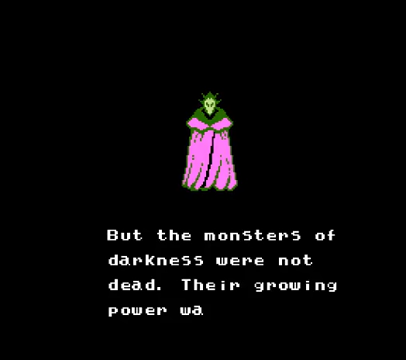 But the monsters of
darkness were not
dead. Their growing
power wa